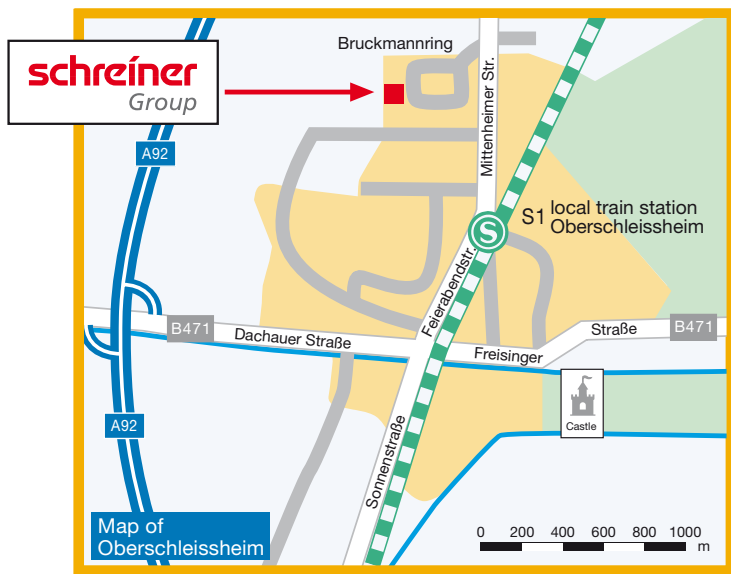 Bruckmannring
schreiner
Group
Mittenheimer Str.
A92
S1 local train station
Oberschleissheim
S
Feierabendstr.
B471
Dachauer Straße
Freisinger
Straße
B471
Castle
A92
Sonnenstraße
Map of
Oberschleissheim
0 200 400 600 800 1000
m